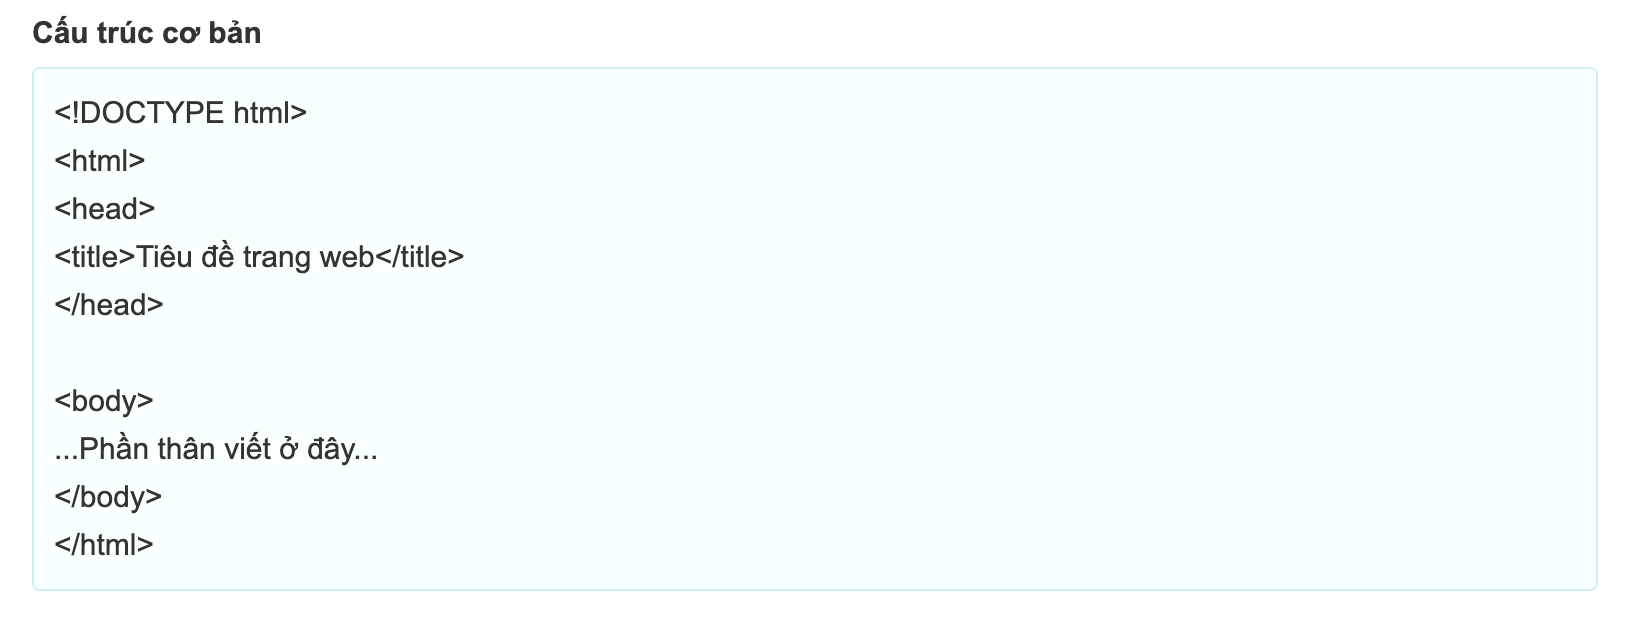 Cấu trúc cơ bản
<!DOCTYPE html>
<html>
<head>
<title>Tiêu đề trang web</title>
</head>
<body>
...Phần thân viết ở đây...
</body>
</html>